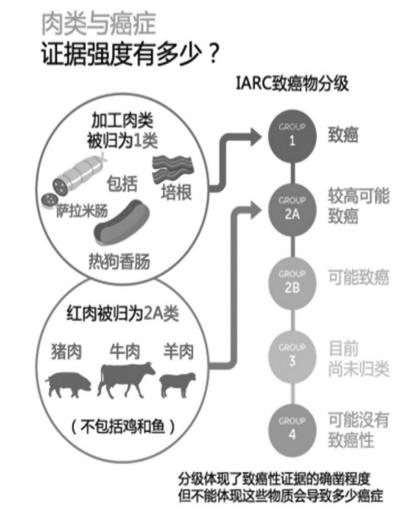 肉类与癌症
证据强度有多少？
IARC致癌物分级
加工肉类
被归为1类
包括
萨拉米肠
培根
热狗香肠
红肉被归为2A类
猪肉 牛肉 羊肉
（不包括鸡和鱼）
GROUP
1
致癌
GROUP
2A
较高可能
致癌
GROUP
2B
可能致癌
GROUP
3
目前
尚未归类
GROUP
4
可能沒有
致癌性
分级体现了致癌性证据的确凿程度
但不能体现这些物质会导致多少癌症